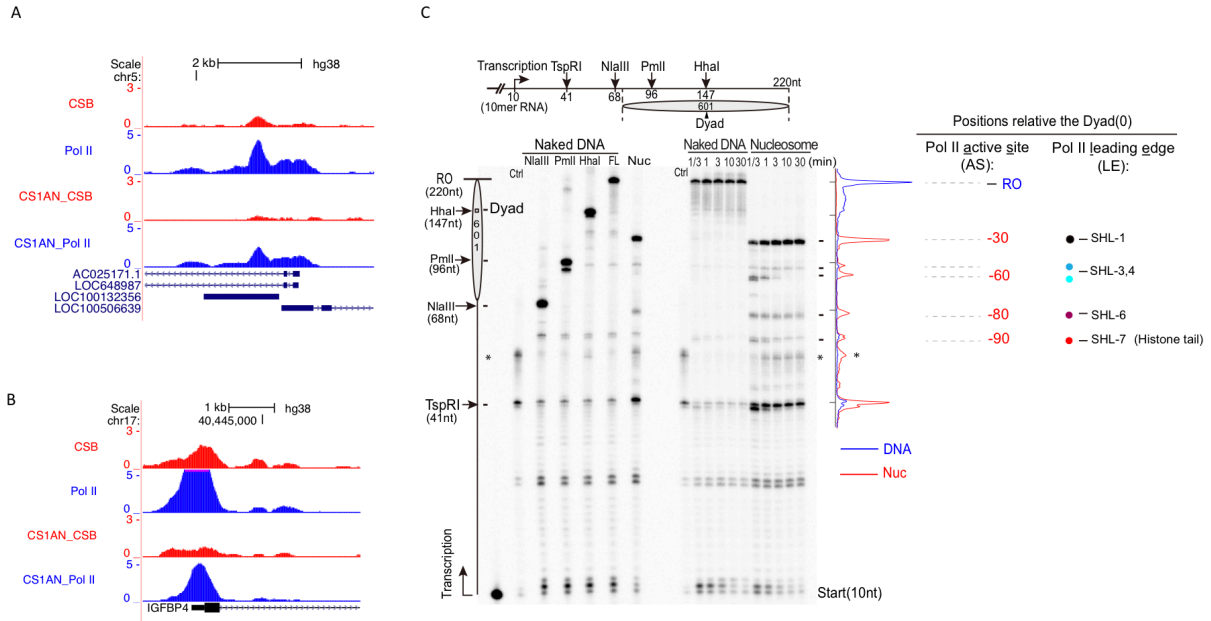 A
Scale
2 kb
hg38
chr5:
3
CSB
0
5
Pol II
0
3
CS1AN_CSB
0
5
CS1AN_Pol II
0
AC025171.1
LOC648987
LOC100132356
LOC100506639
B
Scale
1 kb
hg38
chr17:
40,445,000
3
CSB
0
5
Pol II
0
3
CS1AN_CSB
0
5
CS1AN_Pol II
0
IGFBP4
C
Transcription TspRI NlaIII PmlI HhaI
220nt
10 41 68 96 147
(10mer RNA)
601
Dyad
Naked DNA
NlaIII PmlI HhaI FL Nuc
Ctrl
Naked DNA Nucleosome
1/3 1 3 10 30 1/3 1 3 10 30 (min)
Ctrl
RO
(220nt)
HhaI
(147nt)
Dyad
601
PmlI
(96nt)
NlaIII
(68nt)
*
*
*
TspRI
(41nt)
Transcription
Start(10nt)
DNA
Nuc
Positions relative the Dyad(0)
Pol II active site
(AS):
Pol II leading edge
(LE):
RO
-30
SHL-1
-60
SHL-3,4
-80
SHL-6
-90
SHL-7 (Histone tail)